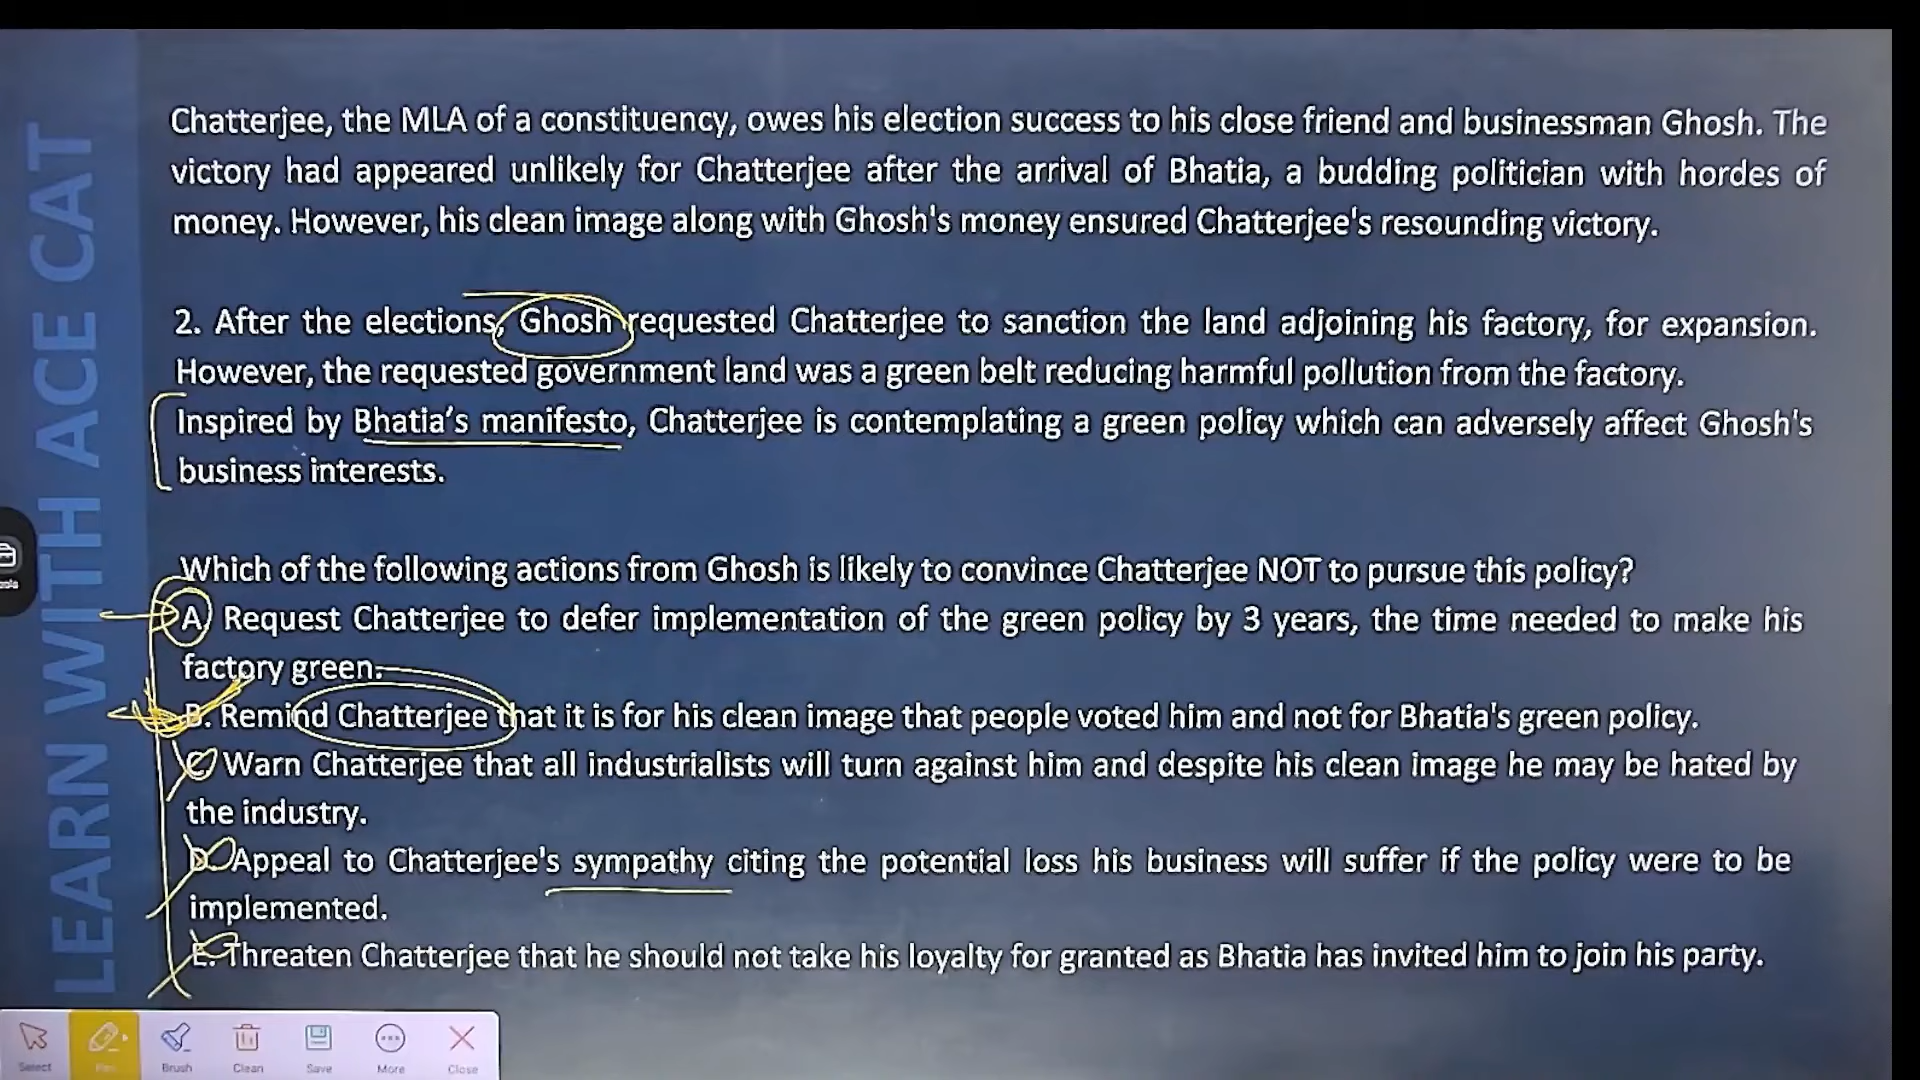 LEARN WITH ACE CAT
Chatterjee, the MLA of a constituency, owes his election success to his close friend and businessman Ghosh. The
victory had appeared unlikely for Chatterjee after the arrival of Bhatia, a budding politician with hordes of
money. However, his clean image along with Ghosh's money ensured Chatterjee's resounding victory.
2. After the elections, Ghosh requested Chatterjee to sanction the land adjoining his factory, for expansion.
However, the requested government land was a green belt reducing harmful pollution from the factory.
Inspired by Bhatia’s manifesto, Chatterjee is contemplating a green policy which can adversely affect Ghosh's
business interests.
Which of the following actions from Ghosh is likely to convince Chatterjee NOT to pursue this policy?
A. Request Chatterjee to defer implementation of the green policy by 3 years, the time needed to make his
factory green.
B. Remind Chatterjee that it is for his clean image that people voted him and not for Bhatia's green policy.
C. Warn Chatterjee that all industrialists will turn against him and despite his clean image he may be hated by
the industry.
D. Appeal to Chatterjee's sympathy citing the potential loss his business will suffer if the policy were to be
implemented.
E. Threaten Chatterjee that he should not take his loyalty for granted as Bhatia has invited him to join his party.
Select Pen Brush Clean Save More Close